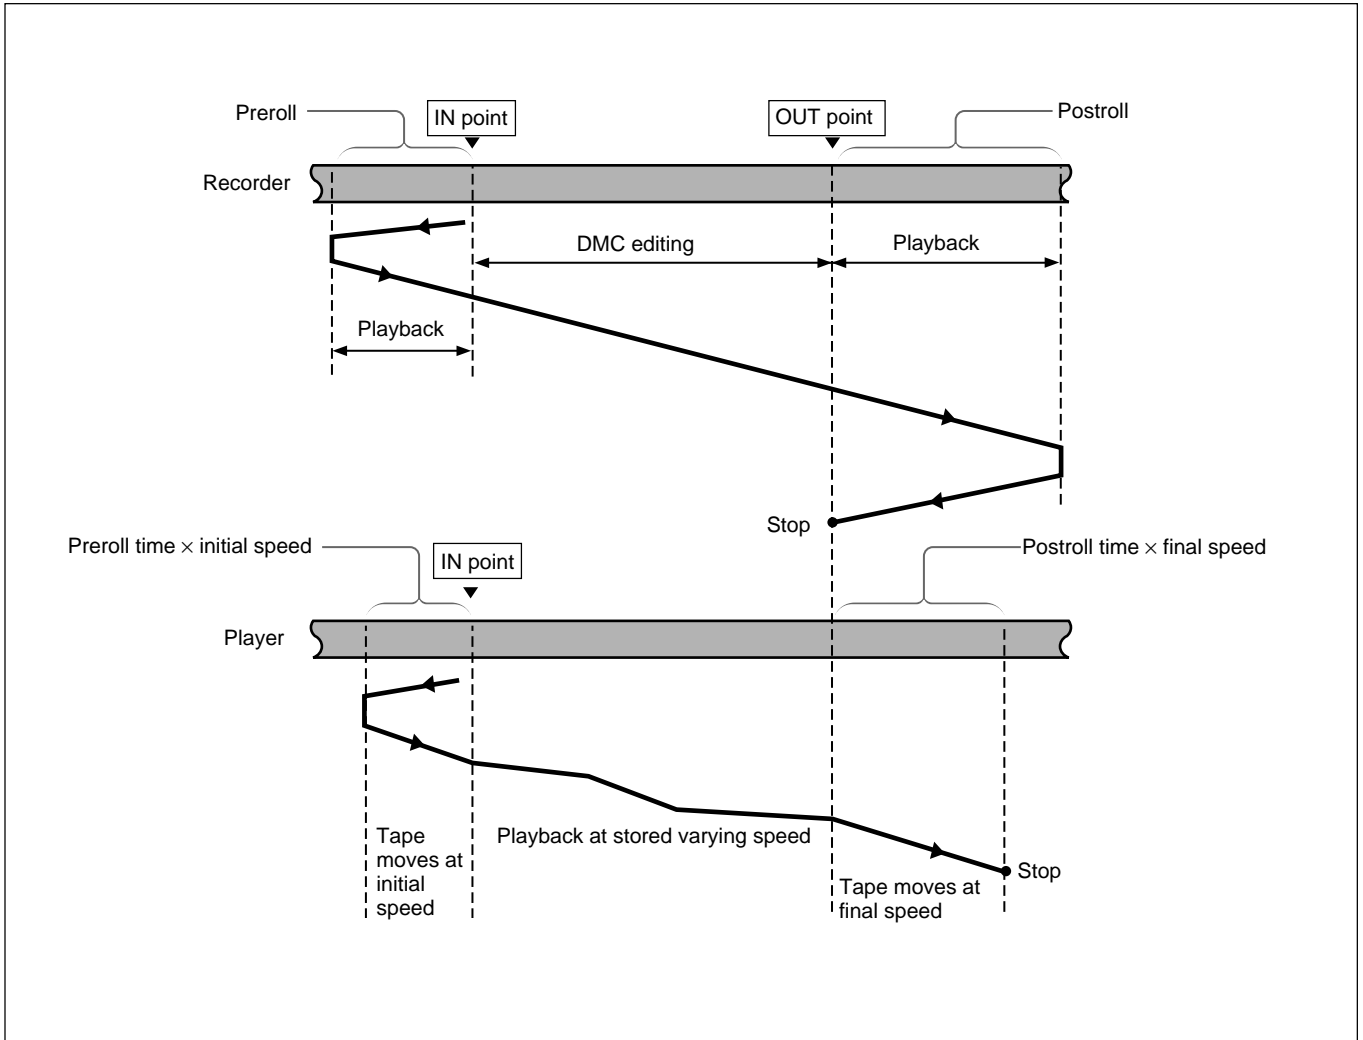 Preroll
IN point
OUT point
Postroll
Recorder
DMC editing
Playback
Playback
Stop
Preroll time × initial speed
IN point
Postroll time × final speed
Player
Tape
moves at
initial
speed
Playback at stored varying speed
Stop
Tape moves at
final speed